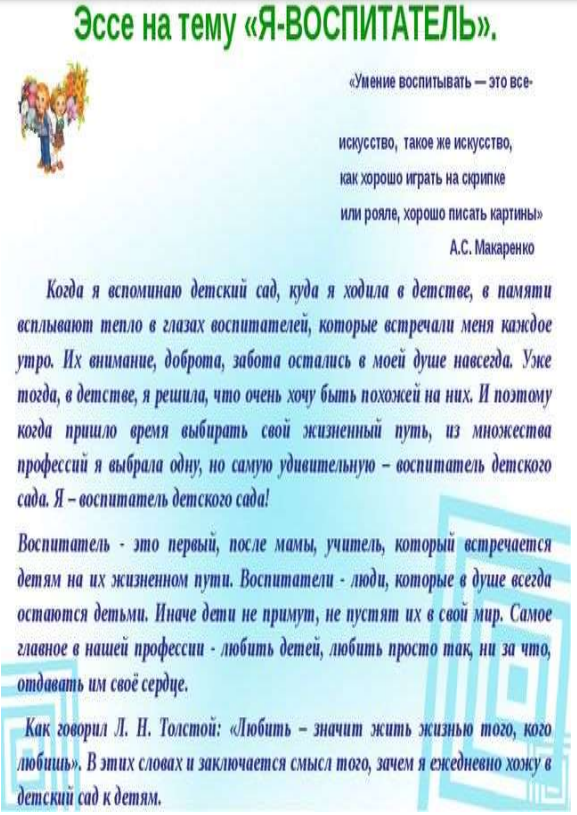 Эссе на тему «Я-ВОСПИТАТЕЛЬ».
«Умение воспитывать — это все-
искусство, такое же искусство,
как хорошо играть на скрипке
или рояле, хорошо писать картины»
А.С. Макаренко
Когда я вспоминаю детский сад, куда я ходила в детстве, в памяти
всплывают тепло в глазах воспитателей, которые встречали меня каждое
утро. Их внимание, доброта, забота остались в моей душе навсегда. Уже
тогда, в детстве, я решила, что очень хочу быть похожей на них. И поэтому
когда пришло время выбирать свой жизненный путь, из множества
профессий я выбрала одну, но самую удивительную – воспитатель детского
сада. Я – воспитатель детского сада!
Воспитатель - это первый, после мамы, учитель, который встречается
детям на их жизненном пути. Воспитатели - люди, которые в душе всегда
остаются детьми. Иначе дети не примут, не пустят их в свой мир. Самое
главное в нашей профессии - любить детей, любить просто так, ни за что,
отдавать им своё сердце.
Как говорил Л. Н. Толстой: «Любить – значит жить жизнью того, кого
любишь». В этих словах и заключается смысл того, зачем я ежедневно хожу в
детский сад к детям.